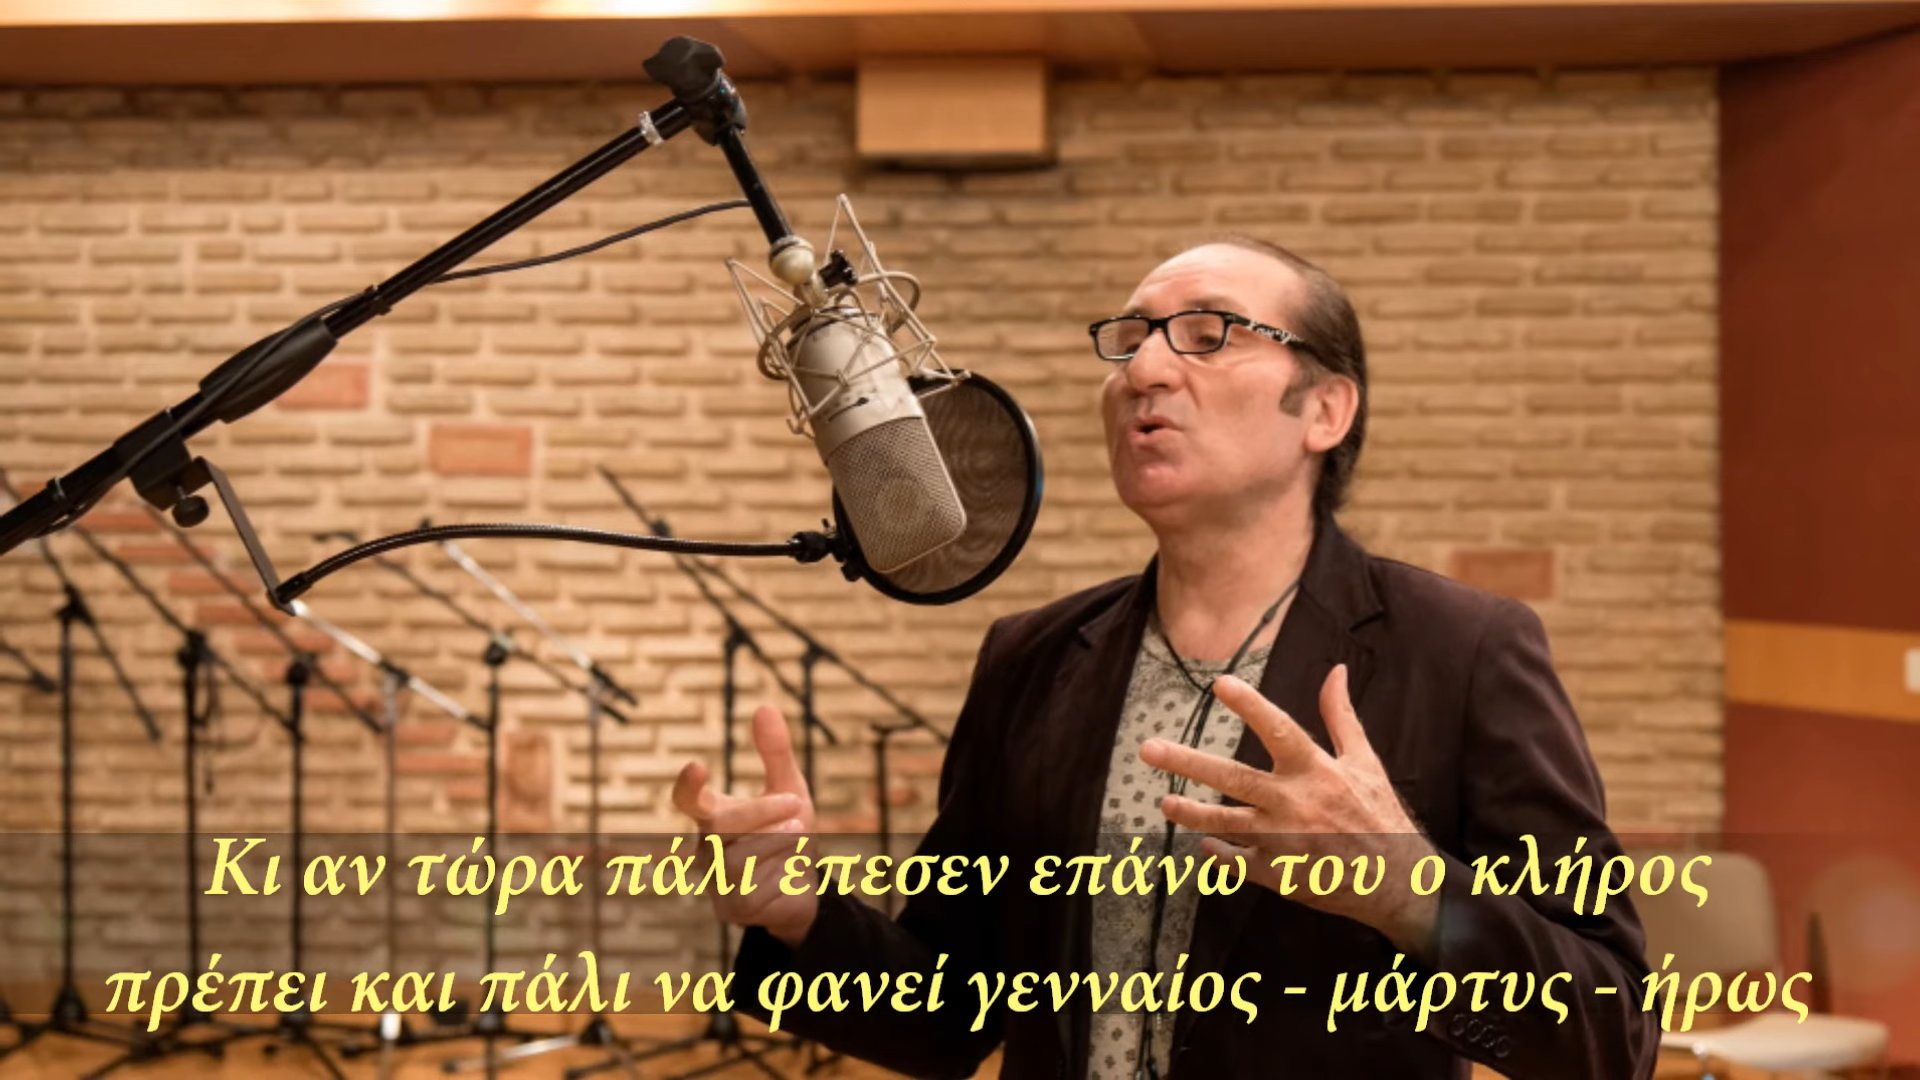 Κι αν τώρα πάλι έπεσεν επάνω του ο κλήρος
πρέπει και πάλι να φανεί γενναίος - μάρτυς - ήρως